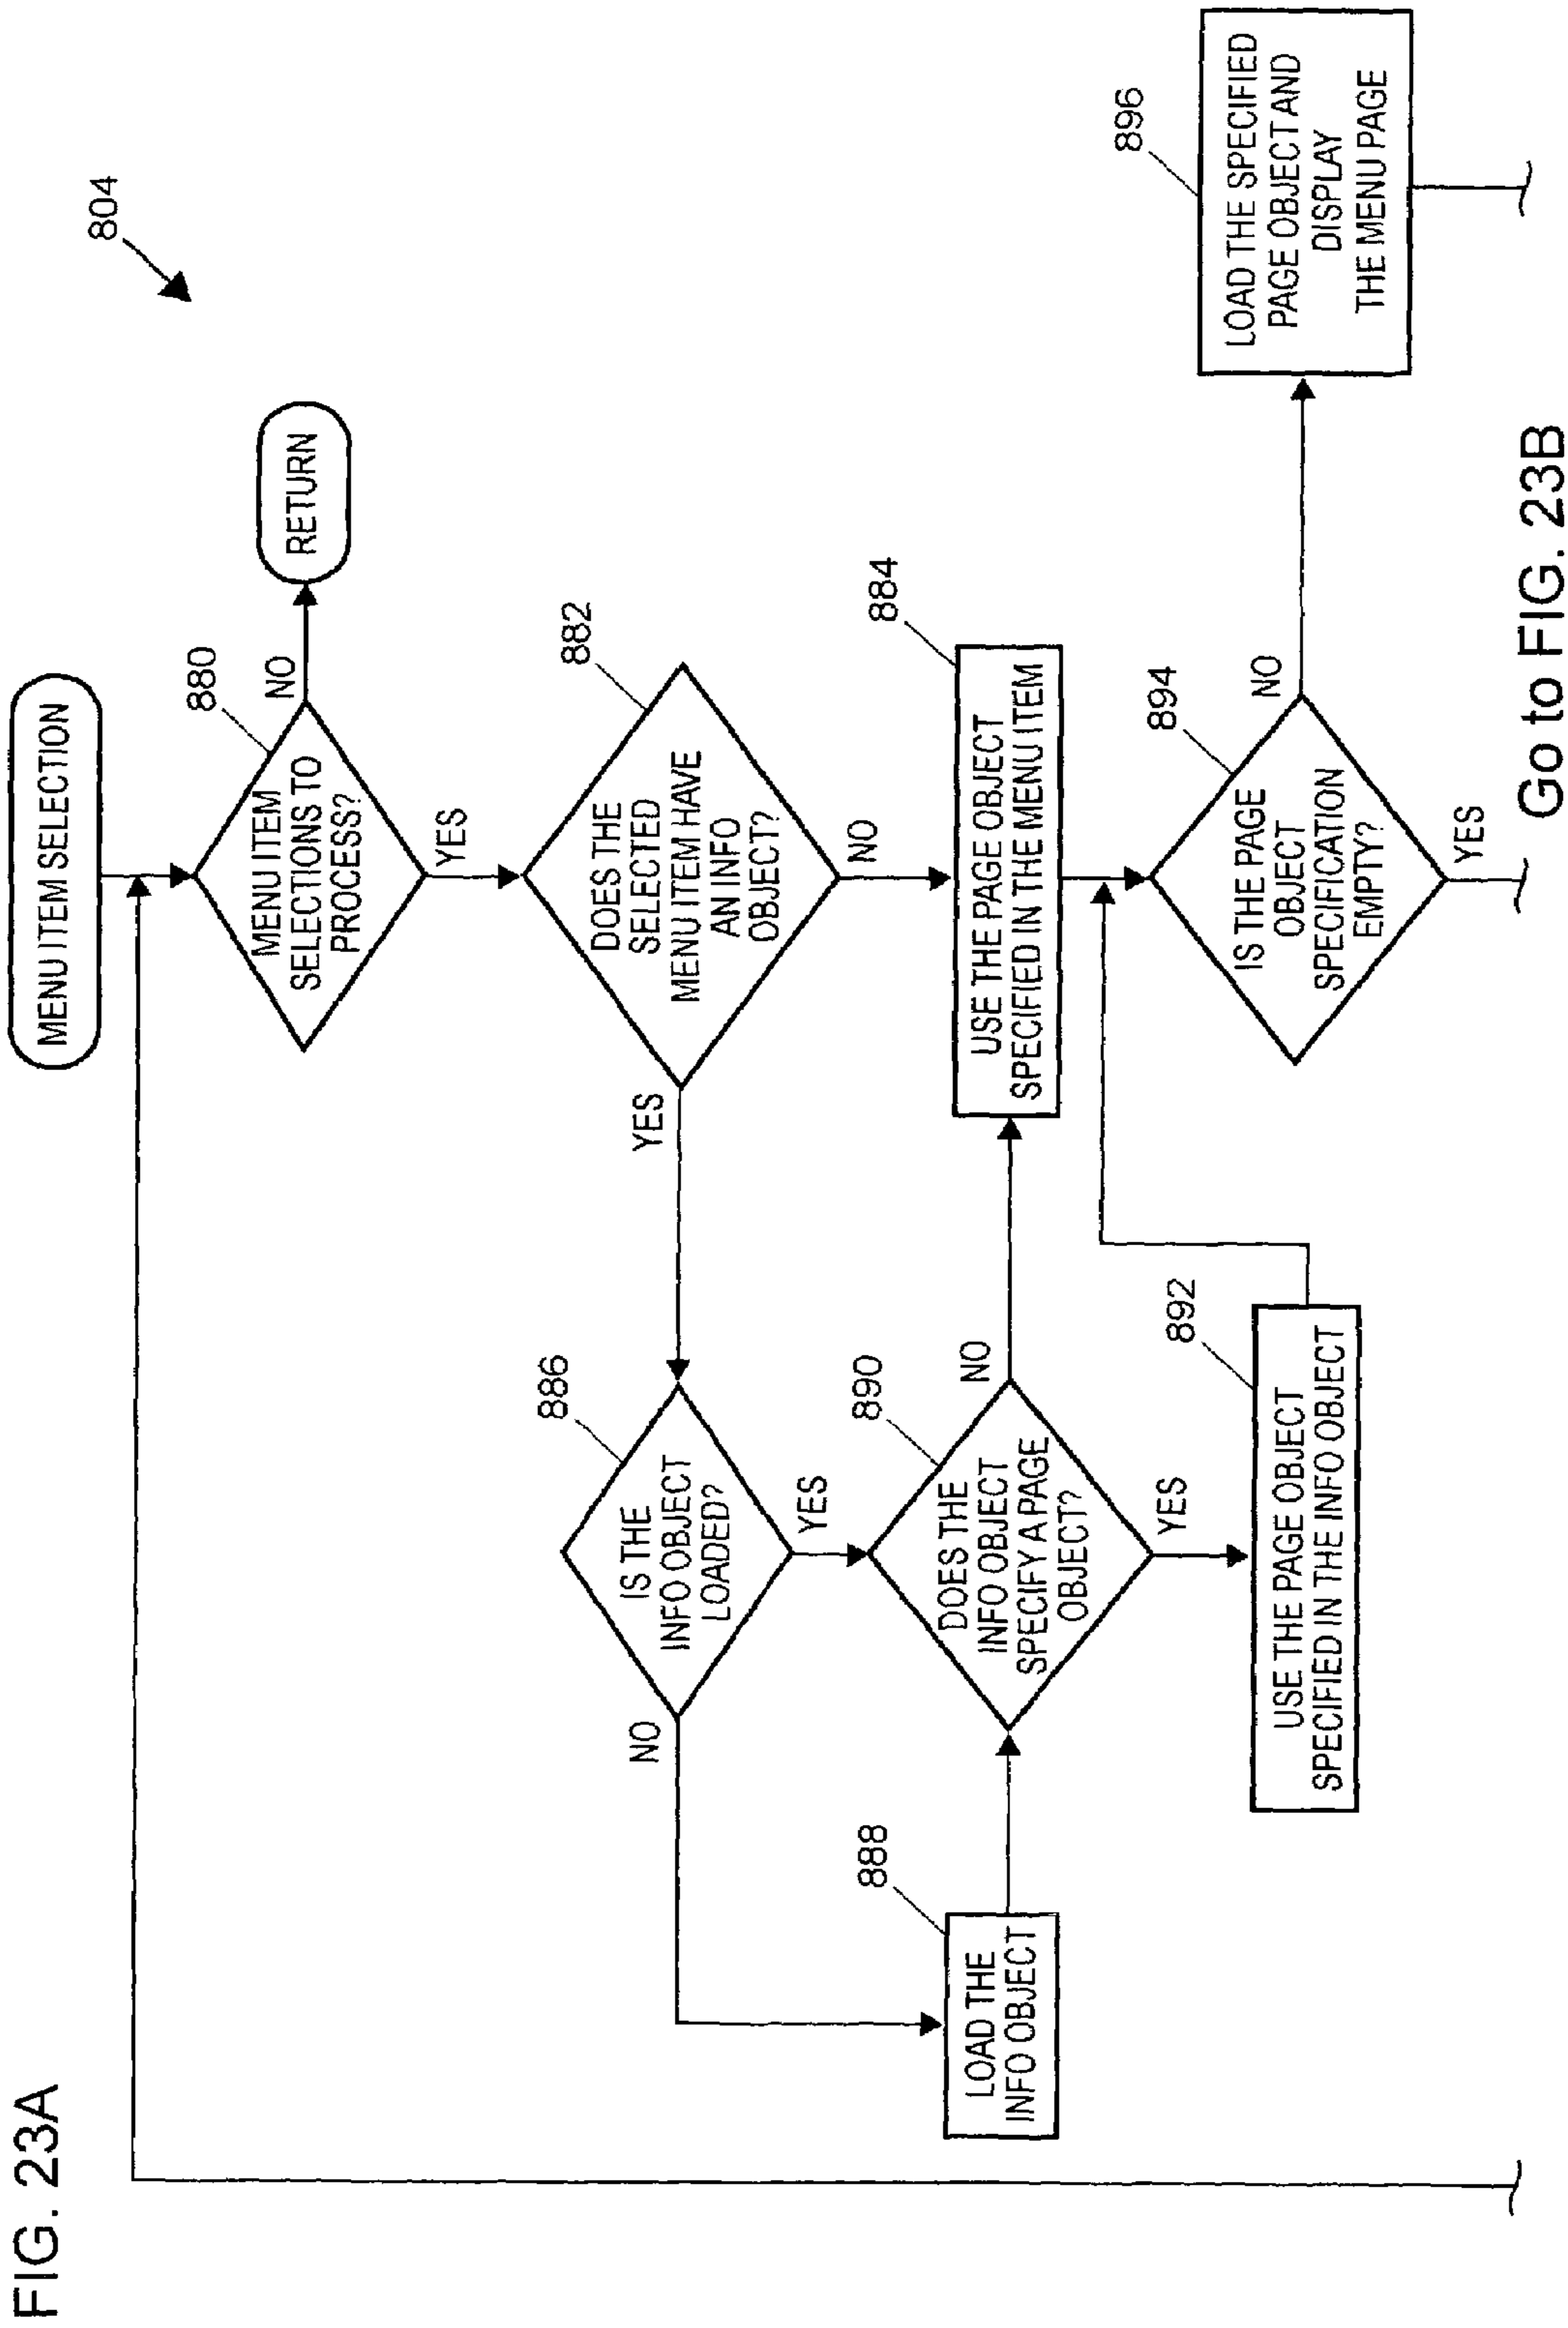 FIG. 23A
804
MENU ITEM SELECTION
880
MENU ITEM
SELECTIONS TO
PROCESS?
NO
RETURN
YES
882
DOES THE
SELECTED
MENU ITEM HAVE
AN INFO
OBJECT?
YES
NO
886
IS THE
INFO OBJECT
LOADED?
NO
YES
884
USE THE PAGE OBJECT
SPECIFIED IN THE MENU ITEM
888
LOAD THE
INFO OBJECT
890
DOES THE
INFO OBJECT
SPECIFY A PAGE
OBJECT?
NO
YES
892
USE THE PAGE OBJECT
SPECIFIED IN THE INFO OBJECT
894
IS THE PAGE
OBJECT
SPECIFICATION
EMPTY?
NO
YES
896
LOAD THE SPECIFIED
PAGE OBJECT AND
DISPLAY
THE MENU PAGE
Go to FIG. 23B